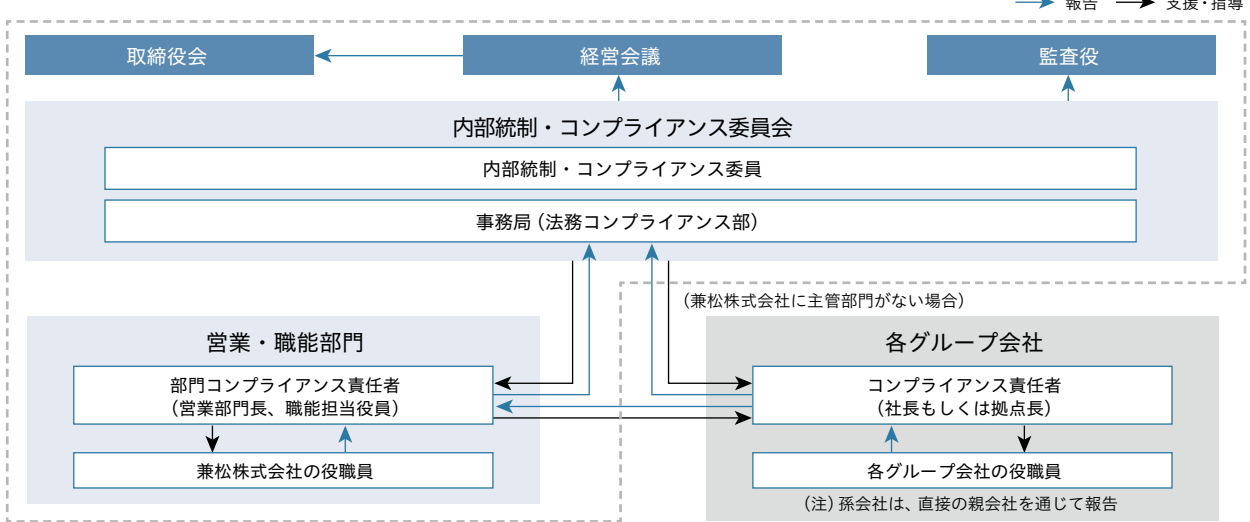 報告 支援・指導
取締役会
経営会議
監査役
内部統制・コンプライアンス委員会
内部統制・コンプライアンス委員
事務局（法務コンプライアンス部）
（兼松株式会社に主管部門がない場合）
営業・職能部門
部門コンプライアンス責任者
（営業部門長、職能担当役員）
兼松株式会社の役職員
各グループ会社
コンプライアンス責任者
（社長もしくは拠点長）
各グループ会社の役職員
（注）孫会社は、直接の親会社を通じて報告